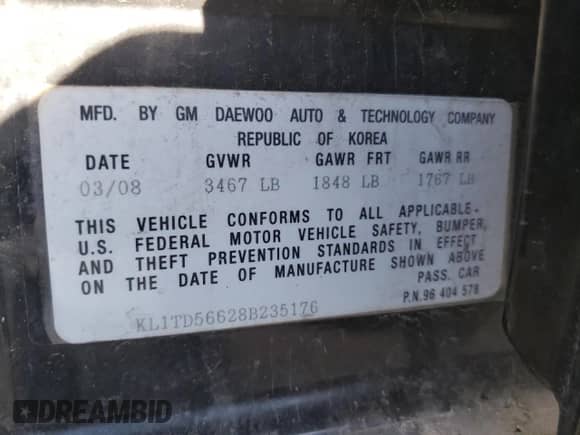 MFD. BY GM DAEWOO AUTO & TECHNOLOGY COMPANY
REPUBLIC OF KOREA
DATE GVWR GAWR FRT GAWR RR
03/08 3467 LB 1848 LB 1767 LB
THIS VEHICLE CONFORMS TO ALL APPLICABLE
U.S. FEDERAL MOTOR VEHICLE SAFETY, BUMPER,
AND THEFT PREVENTION STANDARDS IN EFFECT
ON THE DATE OF MANUFACTURE SHOWN ABOVE
PASS. CAR
P.N. 96 404 578
KL1TD56628B235176
DREAMBID